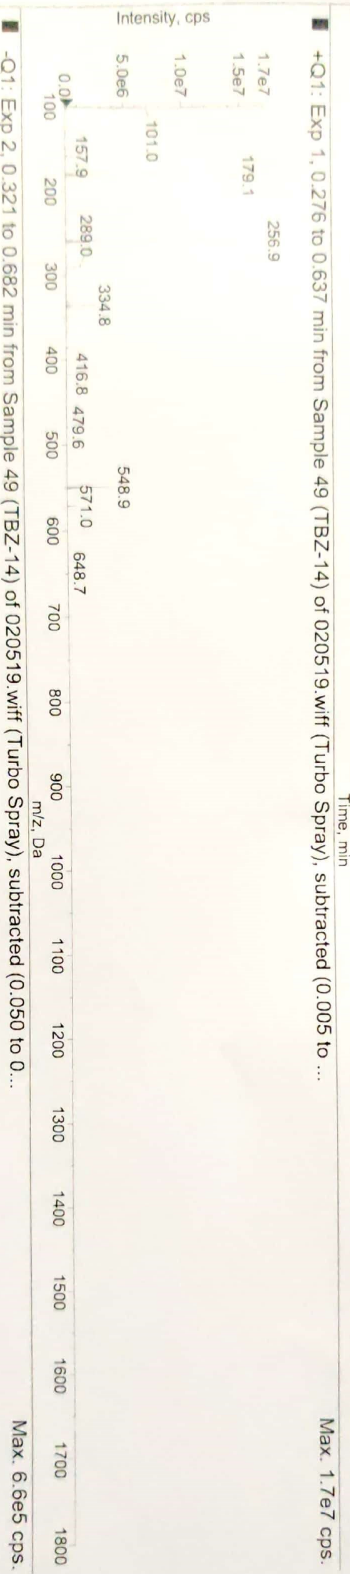 Time, min
+Q1: Exp 1, 0.276 to 0.637 min from Sample 49 (TBZ-14) of 020519.wiff (Turbo Spray), subtracted (0.005 to ...
Max. 1.7e7 cps.
1.7e7
1.5e7
1.0e7
5.0e6
0.0
Intensity, cps
256.9
179.1
101.0
548.9
334.8
157.9
289.0
416.8
479.6
571.0
648.7
100 200 300 400 500 600 700 800 900 1000 1100 1200 1300 1400 1500 1600 1700 1800
m/z, Da
-Q1: Exp 2, 0.321 to 0.682 min from Sample 49 (TBZ-14) of 020519.wiff (Turbo Spray), subtracted (0.050 to 0...
Max. 6.6e5 cps.